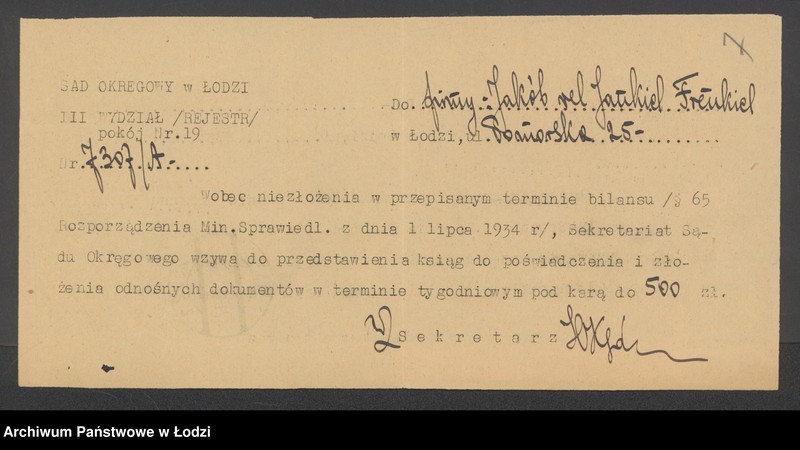 7
SAD OKRĘGOWY w ŁODZI
III WYDZIAŁ /REJESTR/
pokój Nr.19
Nr. 7307/A-
Do firmy: Jakób vel Jankiel Frenkiel
w Łodzi, ul. Pomorska 25-
Wobec niezłożenia w przepisanym terminie bilansu /§ 65
Rozporządzenia Min.Sprawiedl. z dnia 1 lipca 1934 r/, Sekretariat Są-
du Okręgowego wzywa do przedstawienia ksiąg do poświadczenia i zło-
żenia odnośnych dokumentów w terminie tygodniowym pod karą do 500 zł.
Sekretarz
Archiwum Państwowe w Łodzi